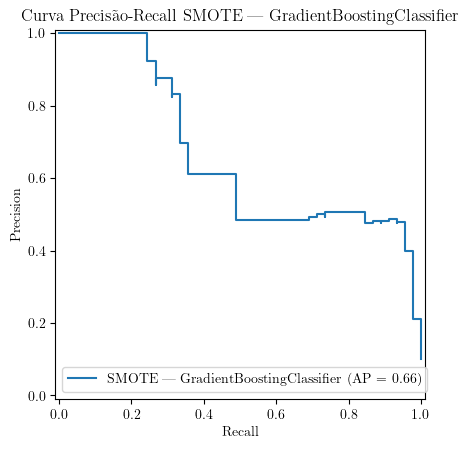 Curva Precisão-Recall SMOTE — GradientBoostingClassifier
1.0
0.8
0.6
0.4
0.2
0.0
Precision
SMOTE — GradientBoostingClassifier (AP = 0.66)
0.0 0.2 0.4 0.6 0.8 1.0
Recall